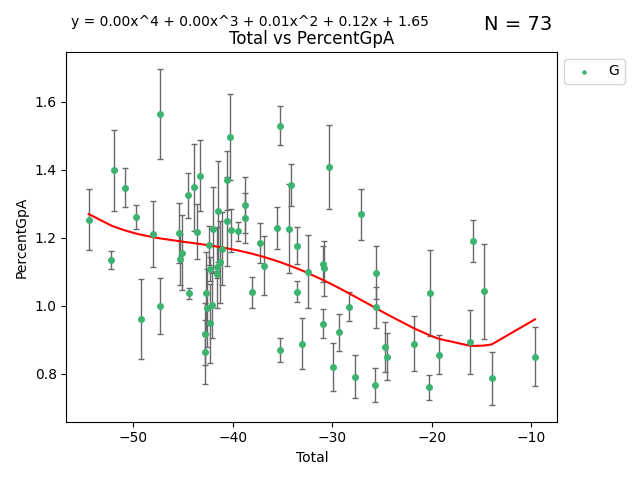 y = 0.00x^4 + 0.00x^3 + 0.01x^2 + 0.12x + 1.65
N = 73
Total vs PercentGpA
G
1.6
1.4
1.2
1.0
0.8
PercentGpA
−50 −40 −30 −20 −10
Total